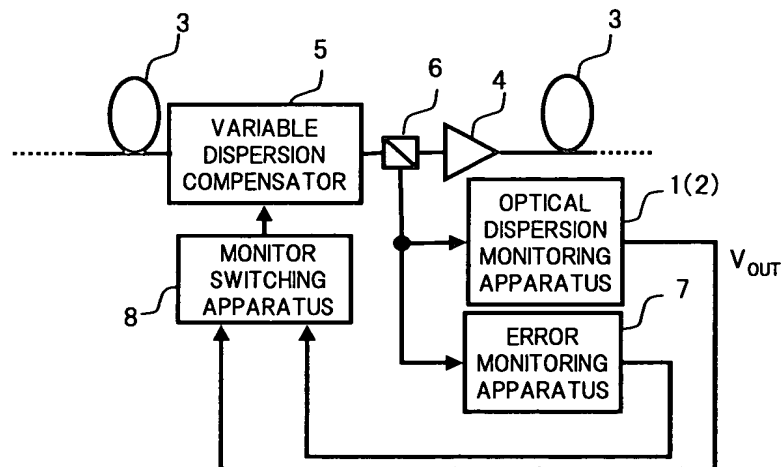 3
5
6
4
3
VARIABLE
DISPERSION
COMPENSATOR
1(2)
OPTICAL
DISPERSION
MONITORING
APPARATUS
V OUT
MONITOR
SWITCHING
APPARATUS
8
7
ERROR
MONITORING
APPARATUS